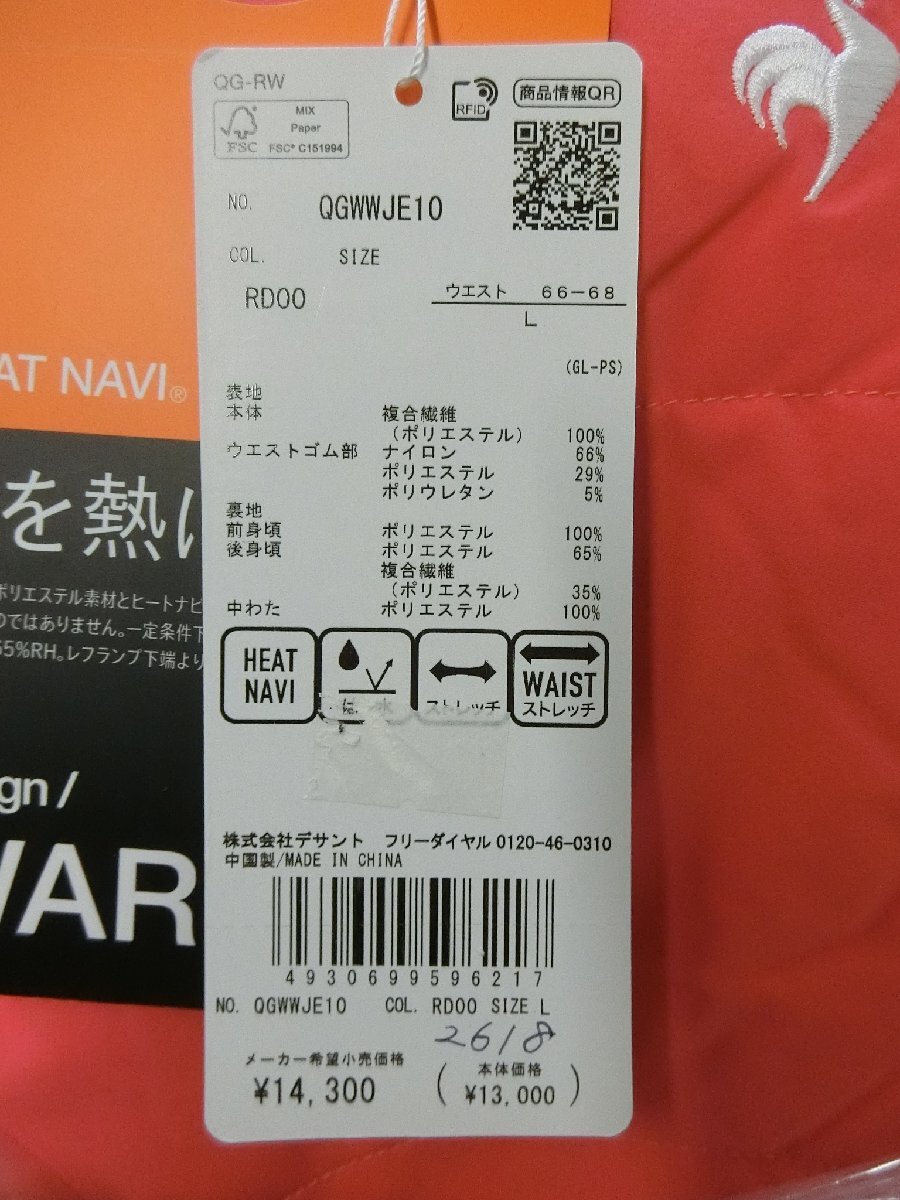 QG-RW
RFID
商品情報QR
FSC
MIX
Paper
FSC® C151994
NO. QGWWJE10
COL. SIZE
RD00
ウエスト 66-68
L
(GL-PS)
表地
本体 複合繊維
(ポリエステル) 100%
ウエストゴム部 ナイロン 66%
ポリエステル 29%
ポリウレタン 5%
裏地
前身頃 ポリエステル 100%
後身頃 ポリエステル 65%
複合繊維
(ポリエステル) 35%
中わた ポリエステル 100%
HEAT NAVI
水
ストレッチ
WAIST ストレッチ
株式会社デサント フリーダイヤル 0120-46-0310
中国製/MADE IN CHINA
4930699596217
NO. QGWWJE10 COL. RD00 SIZE L
2618
メーカー希望小売価格
¥14,300
(本体価格
¥13,000)
AT NAVI®
を熱に
ポリエステル素材とヒートナビ
のではありません。一定条件下
55%RH。レフランプ下端より
gn/
WAR